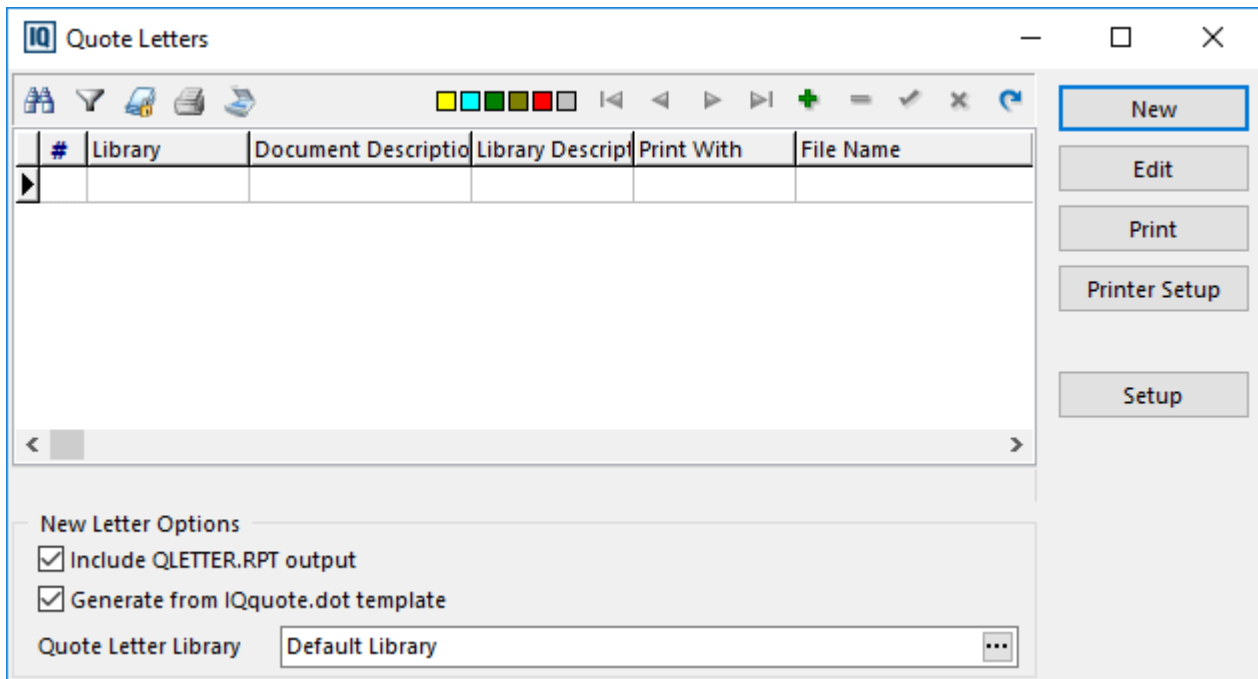 IQ Quote Letters
New
# Library Document Descriptio Library Descript Print With File Name
Edit
Print
Printer Setup
Setup
New Letter Options
Include QLETTER.RPT output
Generate from IQquote.dot template
Quote Letter Library Default Library ...